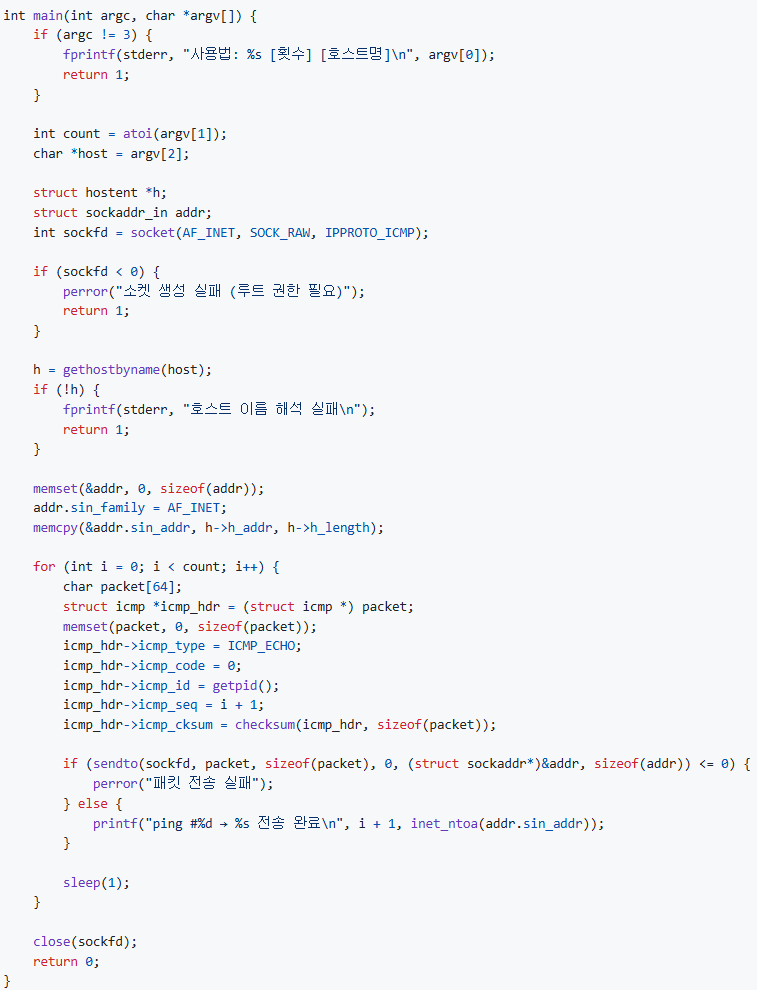 int main(int argc, char *argv[]) {
    if (argc != 3) {
        fprintf(stderr, "사용법: %s [횟수] [호스트명]\n", argv[0]);
        return 1;
    }

    int count = atoi(argv[1]);
    char *host = argv[2];

    struct hostent *h;
    struct sockaddr_in addr;
    int sockfd = socket(AF_INET, SOCK_RAW, IPPROTO_ICMP);

    if (sockfd < 0) {
        perror("소켓 생성 실패 (루트 권한 필요)");
        return 1;
    }

    h = gethostbyname(host);
    if (!h) {
        fprintf(stderr, "호스트 이름 해석 실패\n");
        return 1;
    }

    memset(&addr, 0, sizeof(addr));
    addr.sin_family = AF_INET;
    memcpy(&addr.sin_addr, h->h_addr, h->h_length);

    for (int i = 0; i < count; i++) {
        char packet[64];
        struct icmp *icmp_hdr = (struct icmp *) packet;
        memset(packet, 0, sizeof(packet));
        icmp_hdr->icmp_type = ICMP_ECHO;
        icmp_hdr->icmp_code = 0;
        icmp_hdr->icmp_id = getpid();
        icmp_hdr->icmp_seq = i + 1;
        icmp_hdr->icmp_cksum = checksum(icmp_hdr, sizeof(packet));

        if (sendto(sockfd, packet, sizeof(packet), 0, (struct sockaddr*)&addr, sizeof(addr)) <= 0) {
            perror("패킷 전송 실패");
        } else {
            printf("ping #%d → %s 전송 완료\n", i + 1, inet_ntoa(addr.sin_addr));
        }

        sleep(1);
    }

    close(sockfd);
    return 0;
}